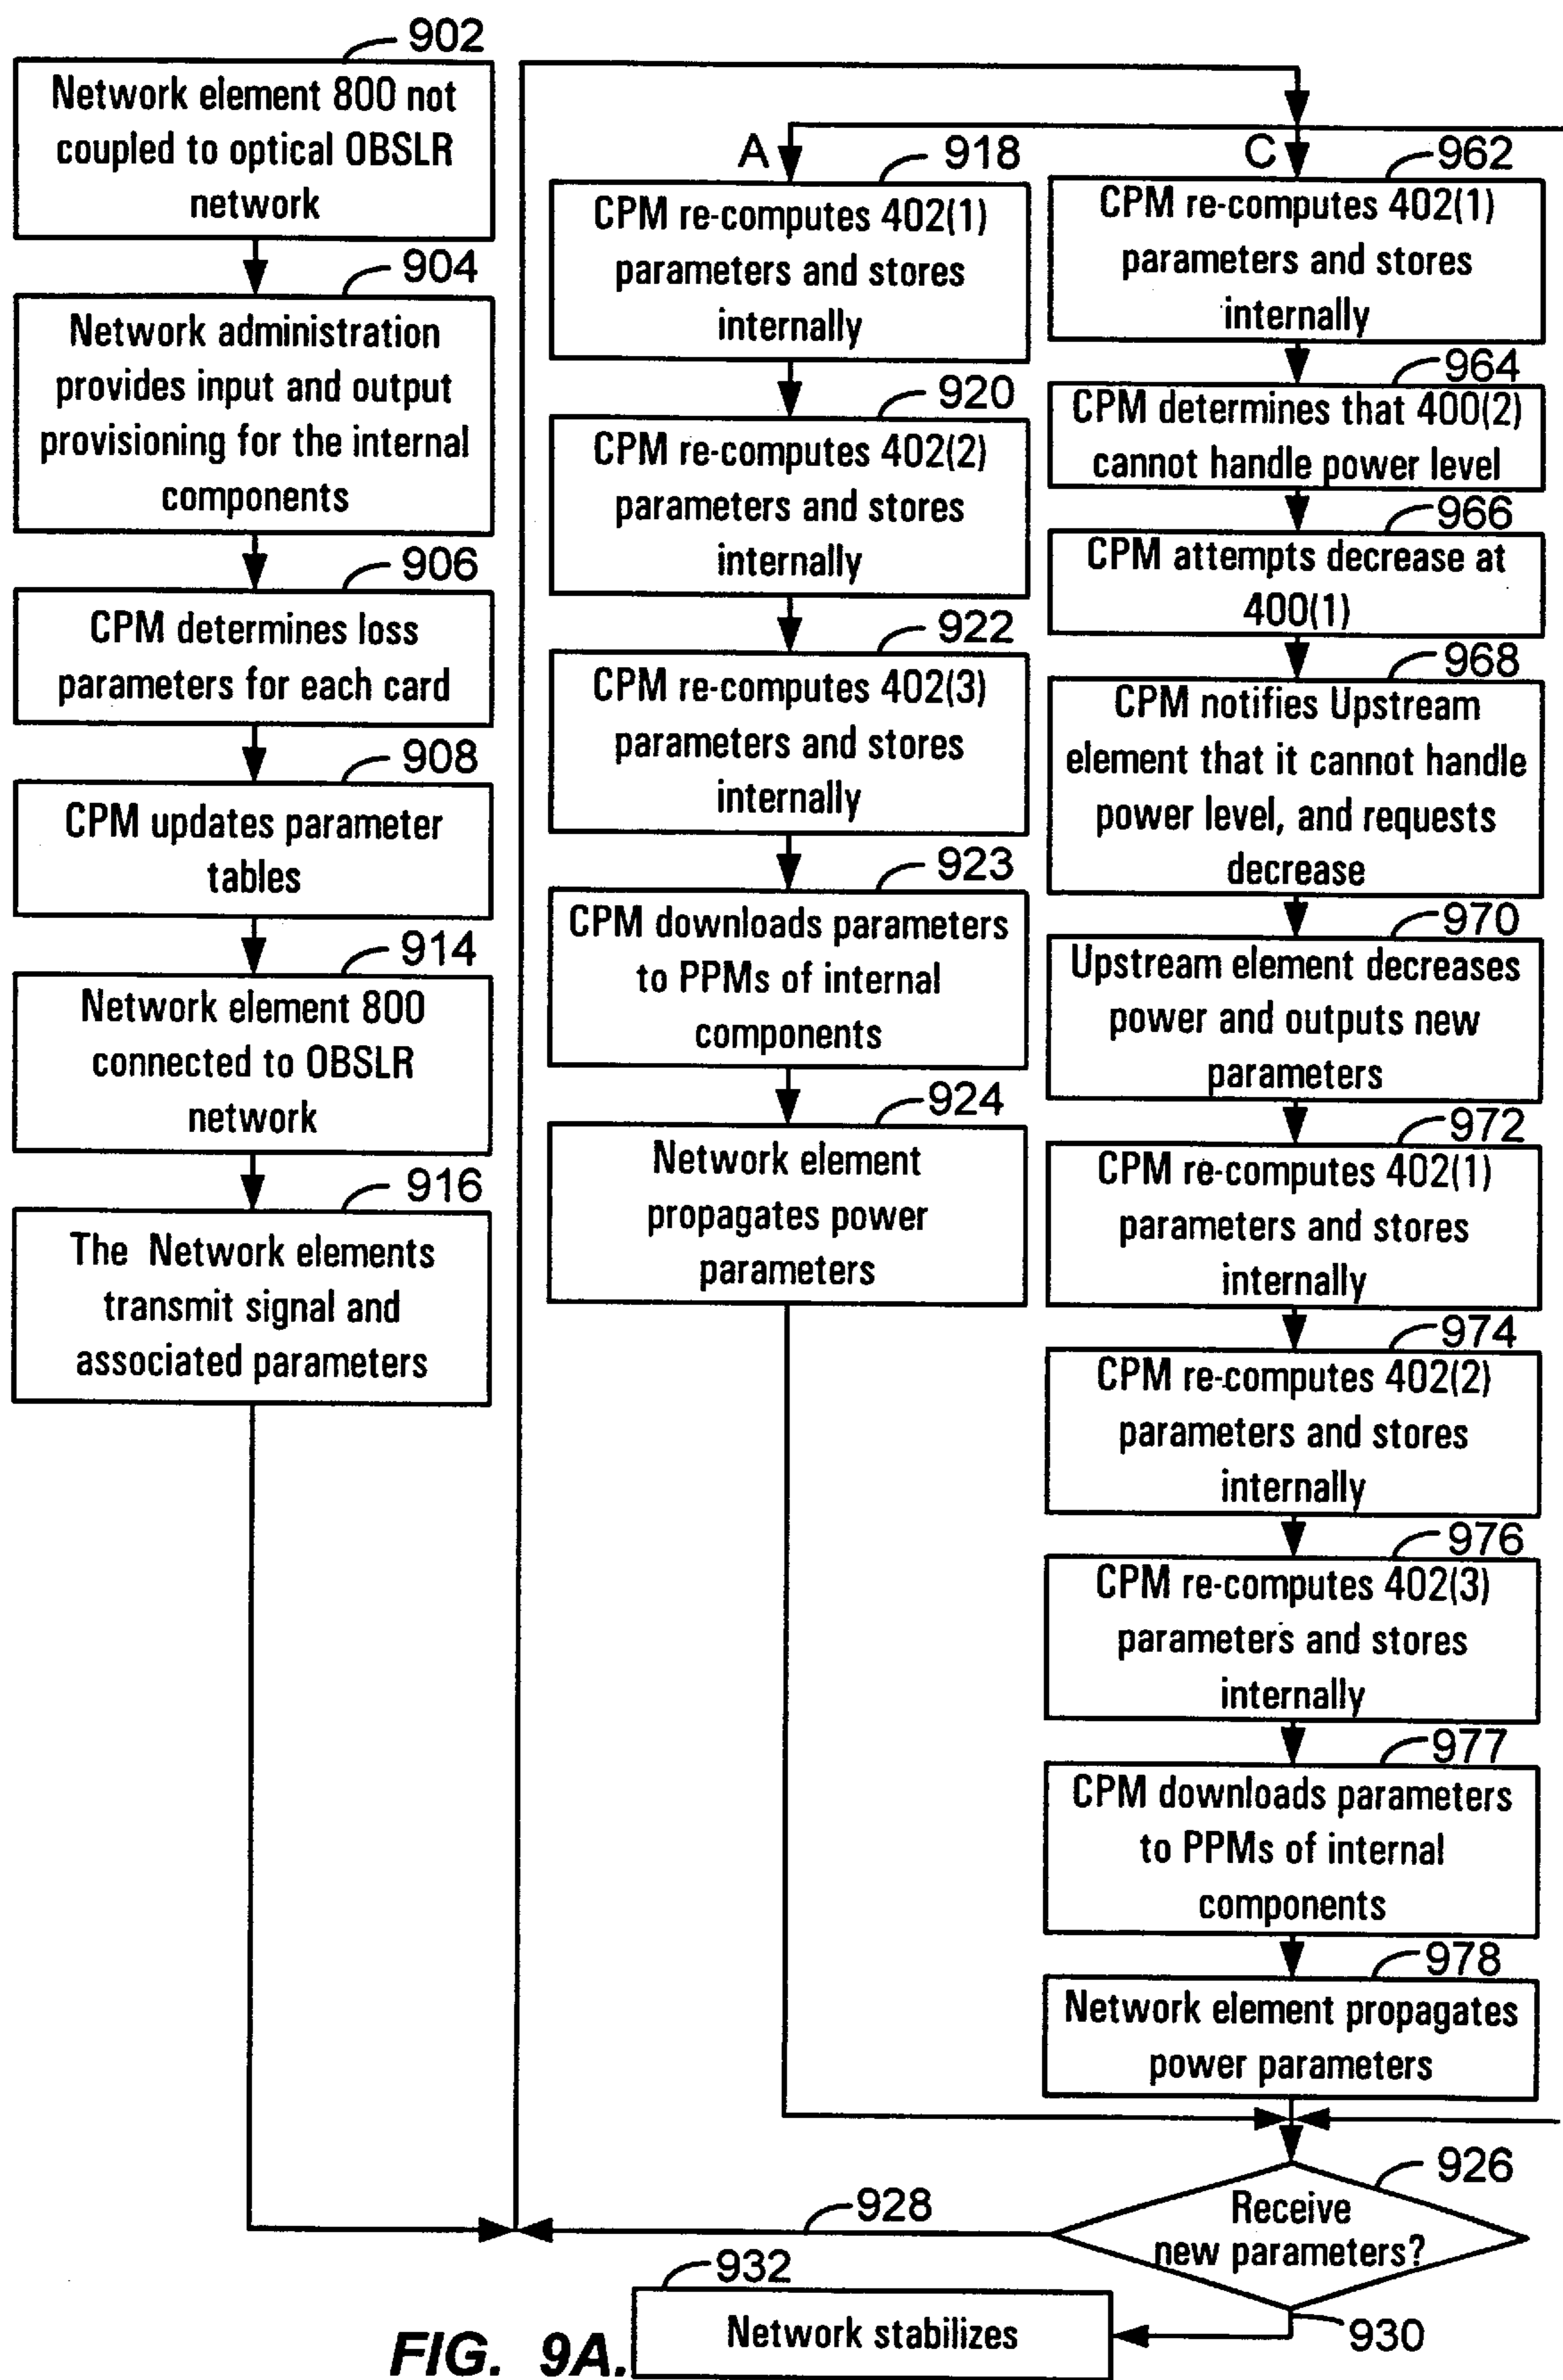 902
Network element 800 not
coupled to optical OBSLR
network
904
Network administration
provides input and output
provisioning for the internal
components
906
CPM determines loss
parameters for each card
908
CPM updates parameter
tables
914
Network element 800
connected to OBSLR
network
916
The Network elements
transmit signal and
associated parameters
A
918
CPM re-computes 402(1)
parameters and stores
internally
920
CPM re-computes 402(2)
parameters and stores
internally
922
CPM re-computes 402(3)
parameters and stores
internally
923
CPM downloads parameters
to PPMs of internal
components
924
Network element
propagates power
parameters
C
962
CPM re-computes 402(1)
parameters and stores
internally
964
CPM determines that 400(2)
cannot handle power level
966
CPM attempts decrease at
400(1)
968
CPM notifies Upstream
element that it cannot handle
power level, and requests
decrease
970
Upstream element decreases
power and outputs new
parameters
972
CPM re-computes 402(1)
parameters and stores
internally
974
CPM re-computes 402(2)
parameters and stores
internally
976
CPM re-computes 402(3)
parameters and stores
internally
977
CPM downloads parameters
to PPMs of internal
components
978
Network element propagates
power parameters
926
Receive
new parameters?
928
930
932
Network stabilizes
FIG. 9A.